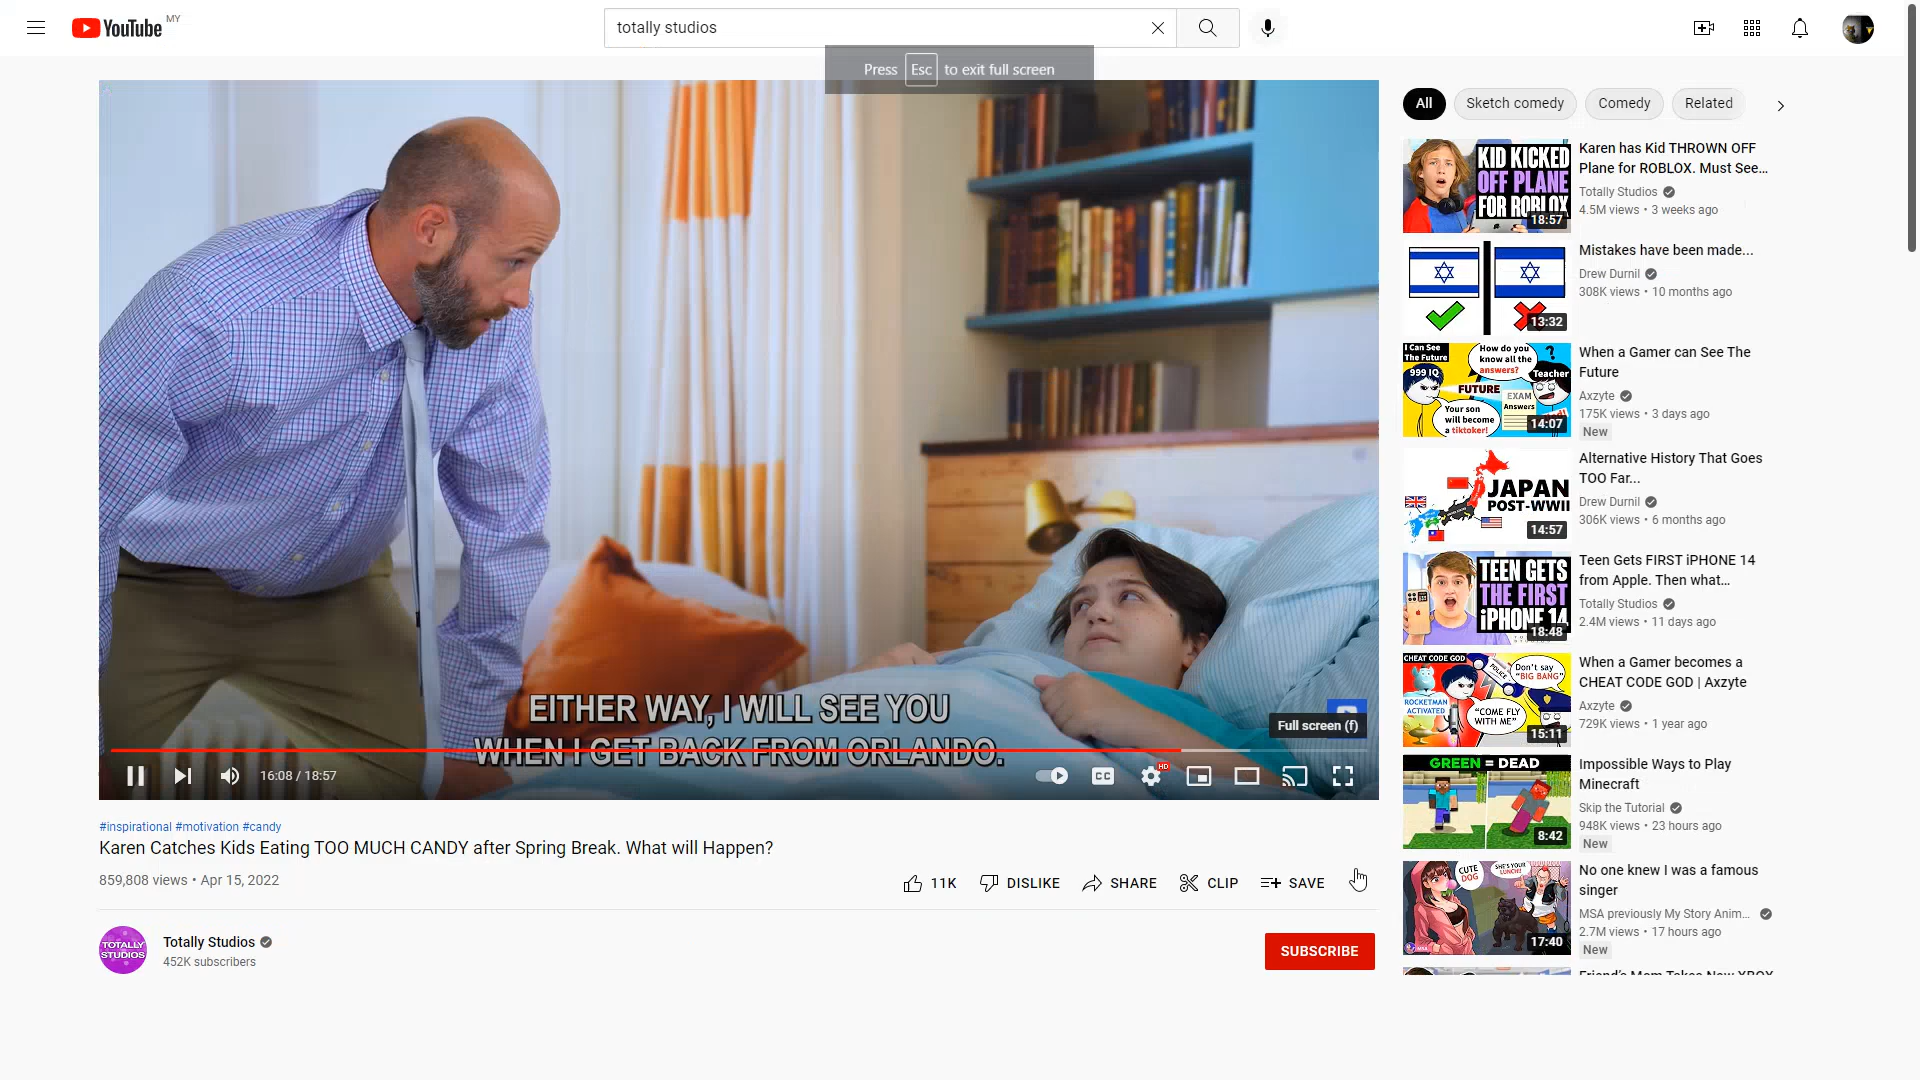 YouTube MY
totally studios
Press Esc to exit full screen
EITHER WAY, I WILL SEE YOU
WHEN I GET BACK FROM ORLANDO.
Full screen (f)
16:08 / 18:57
CC
HD
#inspirational #motivation #candy
Karen Catches Kids Eating TOO MUCH CANDY after Spring Break. What will Happen?
859,808 views • Apr 15, 2022
11K DISLIKE SHARE CLIP SAVE
TOTALLY
STUDIOS
Totally Studios
452K subscribers
SUBSCRIBE
All Sketch comedy Comedy Related
KID KICKED
OFF PLANE
FOR ROBLOX
18:57
Karen has Kid THROWN OFF
Plane for ROBLOX. Must See...
Totally Studios
4.5M views • 3 weeks ago
13:32
Mistakes have been made...
Drew Durnil
308K views • 10 months ago
I Can See
The Future
999 IQ
How do you
know all the
answers?
?
Teacher
FUTURE
EXAM
Answers
Your son
will become
a tiktoker!
14:07
When a Gamer can See The
Future
Axzyte
175K views • 3 days ago
New
JAPAN
POST-WWII
14:57
Alternative History That Goes
TOO Far...
Drew Durnil
306K views • 6 months ago
TEEN GETS
THE FIRST
iPHONE 14
18:48
Teen Gets FIRST iPHONE 14
from Apple. Then what...
Totally Studios
2.4M views • 11 days ago
CHEAT CODE GOD
POLICE
Don't say
"BIG BANG"
ROCKETMAN
ACTIVATED
"COME FLY
WITH ME"
15:11
When a Gamer becomes a
CHEAT CODE GOD | Axzyte
Axzyte
729K views • 1 year ago
GREEN = DEAD
8:42
Impossible Ways to Play
Minecraft
Skip the Tutorial
948K views • 23 hours ago
New
CUTE
DOG
SHE'S YOUR
LUNCH!!
MSA
17:40
No one knew I was a famous
singer
MSA previously My Story Anim...
2.7M views • 17 hours ago
New
Friend's Mom Takes New XBOX